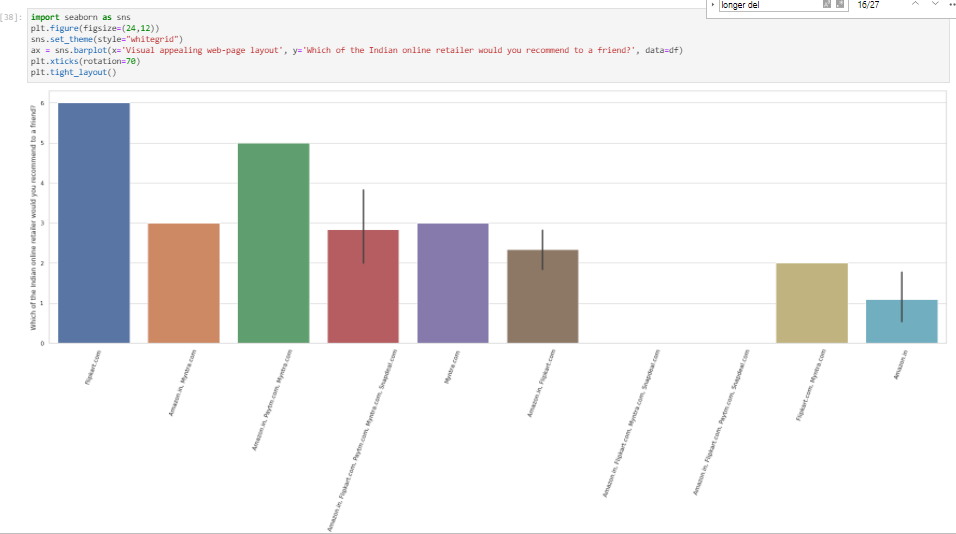 longer del
16/27
[38]:
import seaborn as sns
plt.figure(figsize=(24,12))
sns.set_theme(style="whitegrid")
ax = sns.barplot(x='Visual appealing web-page layout', y='Which of the Indian online retailer would you recommend to a friend?', data=df)
plt.xticks(rotation=70)
plt.tight_layout()
Which of the Indian online retailer would you recommend to a friend?
6
5
4
3
2
1
0
Flipkart.com
Amazon.in, Myntra.com
Amazon.in, Paytm.com, Myntra.com
Amazon.in, Flipkart.com, Paytm.com, Myntra.com, Snapdeal.com
Myntra.com
Amazon.in, Flipkart.com
Amazon.in, Flipkart.com, Myntra.com, Snapdeal.com
Amazon.in, Flipkart.com, Paytm.com, Snapdeal.com
Flipkart.com, Myntra.com
Amazon.in